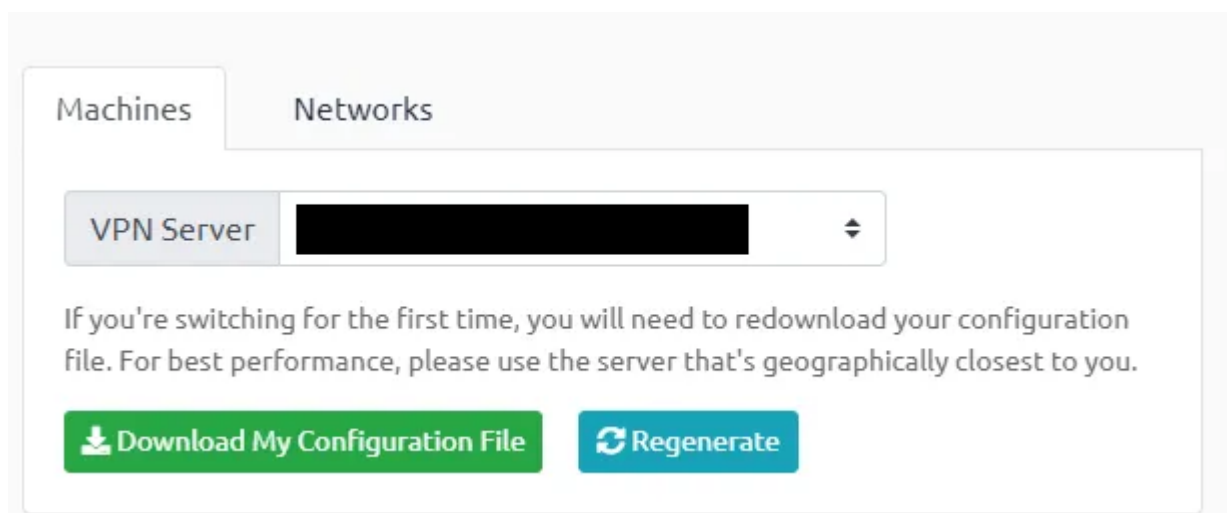 Machines Networks
VPN Server
If you're switching for the first time, you will need to redownload your configuration
file. For best performance, please use the server that's geographically closest to you.
Download My Configuration File Regenerate